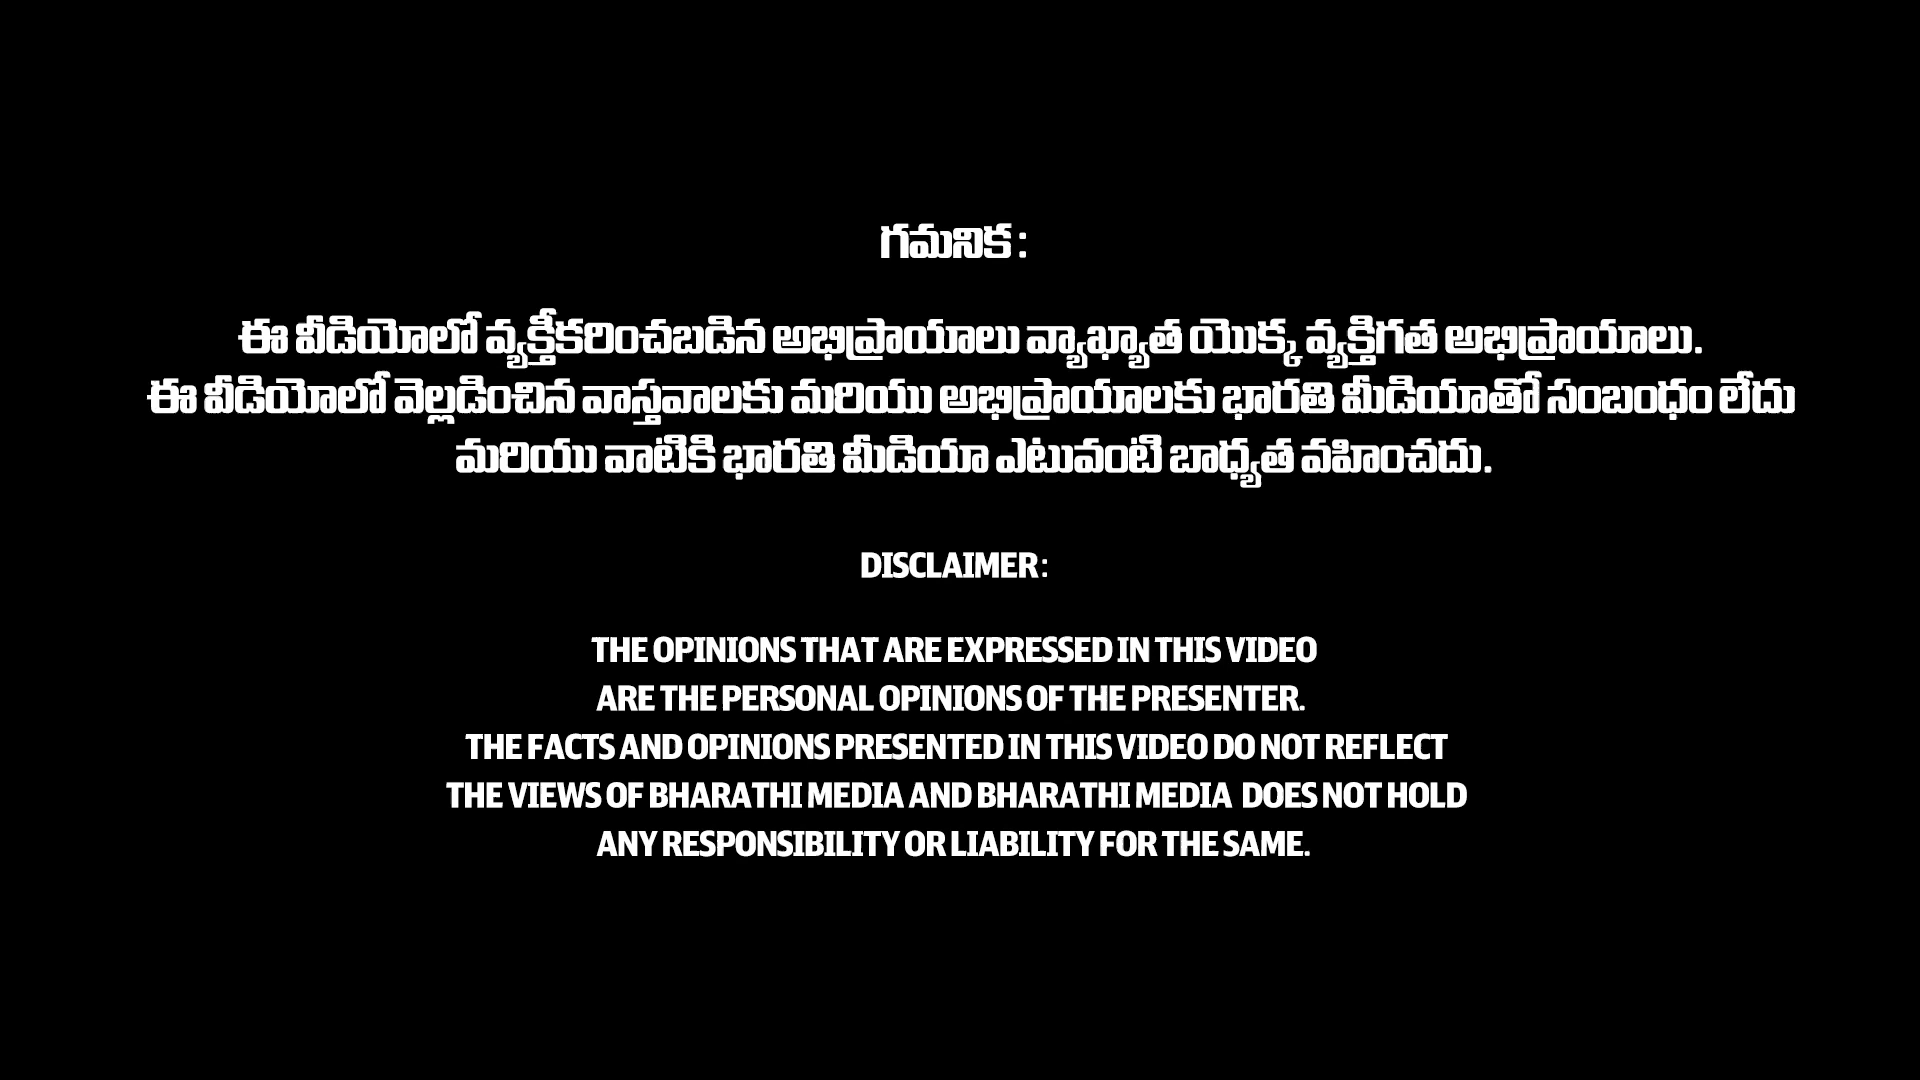 గమనిక:
ఈ వీడియోలో వ్యక్తీకరించబడిన అభిప్రాయాలు వ్యాఖ్యాత యొక్క వ్యక్తిగత అభిప్రాయాలు.
ఈ వీడియోలో వెల్లడించిన వాస్తవాలకు మరియు అభిప్రాయాలకు భారతి మీడియాతో సంబంధం లేదు
మరియు వాటికి భారతి మీడియా ఎటువంటి బాధ్యత వహించదు.
DISCLAIMER:
THE OPINIONS THAT ARE EXPRESSED IN THIS VIDEO
ARE THE PERSONAL OPINIONS OF THE PRESENTER.
THE FACTS AND OPINIONS PRESENTED IN THIS VIDEO DO NOT REFLECT
THE VIEWS OF BHARATHI MEDIA AND BHARATHI MEDIA DOES NOT HOLD
ANY RESPONSIBILITY OR LIABILITY FOR THE SAME.